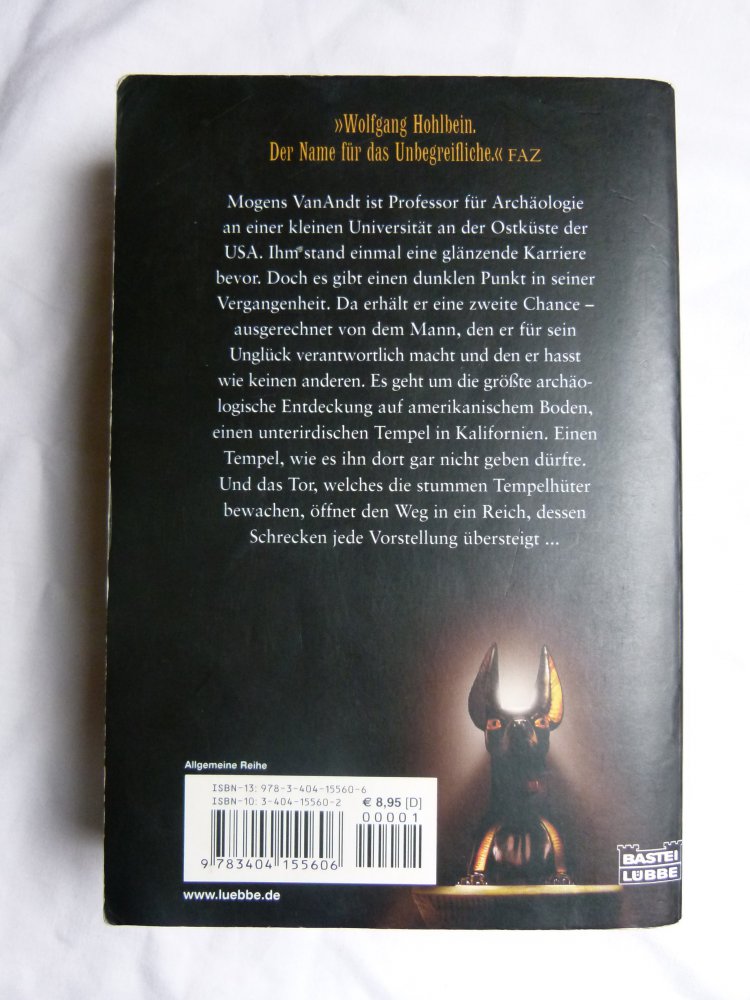 »Wolfgang Hohlbein.
Der Name für das Unbegreifliche.« FAZ
Mogens VanAndt ist Professor für Archäologie
an einer kleinen Universität an der Ostküste der
USA. Ihm stand einmal eine glänzende Karriere
bevor. Doch es gibt einen dunklen Punkt in seiner
Vergangenheit. Da erhält er eine zweite Chance –
ausgerechnet von dem Mann, den er für sein
Unglück verantwortlich macht und den er hasst
wie keinen anderen. Es geht um die größte archäo-
logische Entdeckung auf amerikanischem Boden,
einen unterirdischen Tempel in Kalifornien. Einen
Tempel, wie es ihn dort gar nicht geben dürfte.
Und das Tor, welches die stummen Tempelhüter
bewachen, öffnet den Weg in ein Reich, dessen
Schrecken jede Vorstellung übersteigt ...
Allgemeine Reihe
ISBN-13: 978-3-404-15560-6
ISBN-10: 3-404-15560-2
€ 8,95 [D]
00001
9 783404 155606
www.luebbe.de
BASTEI
LÜBBE